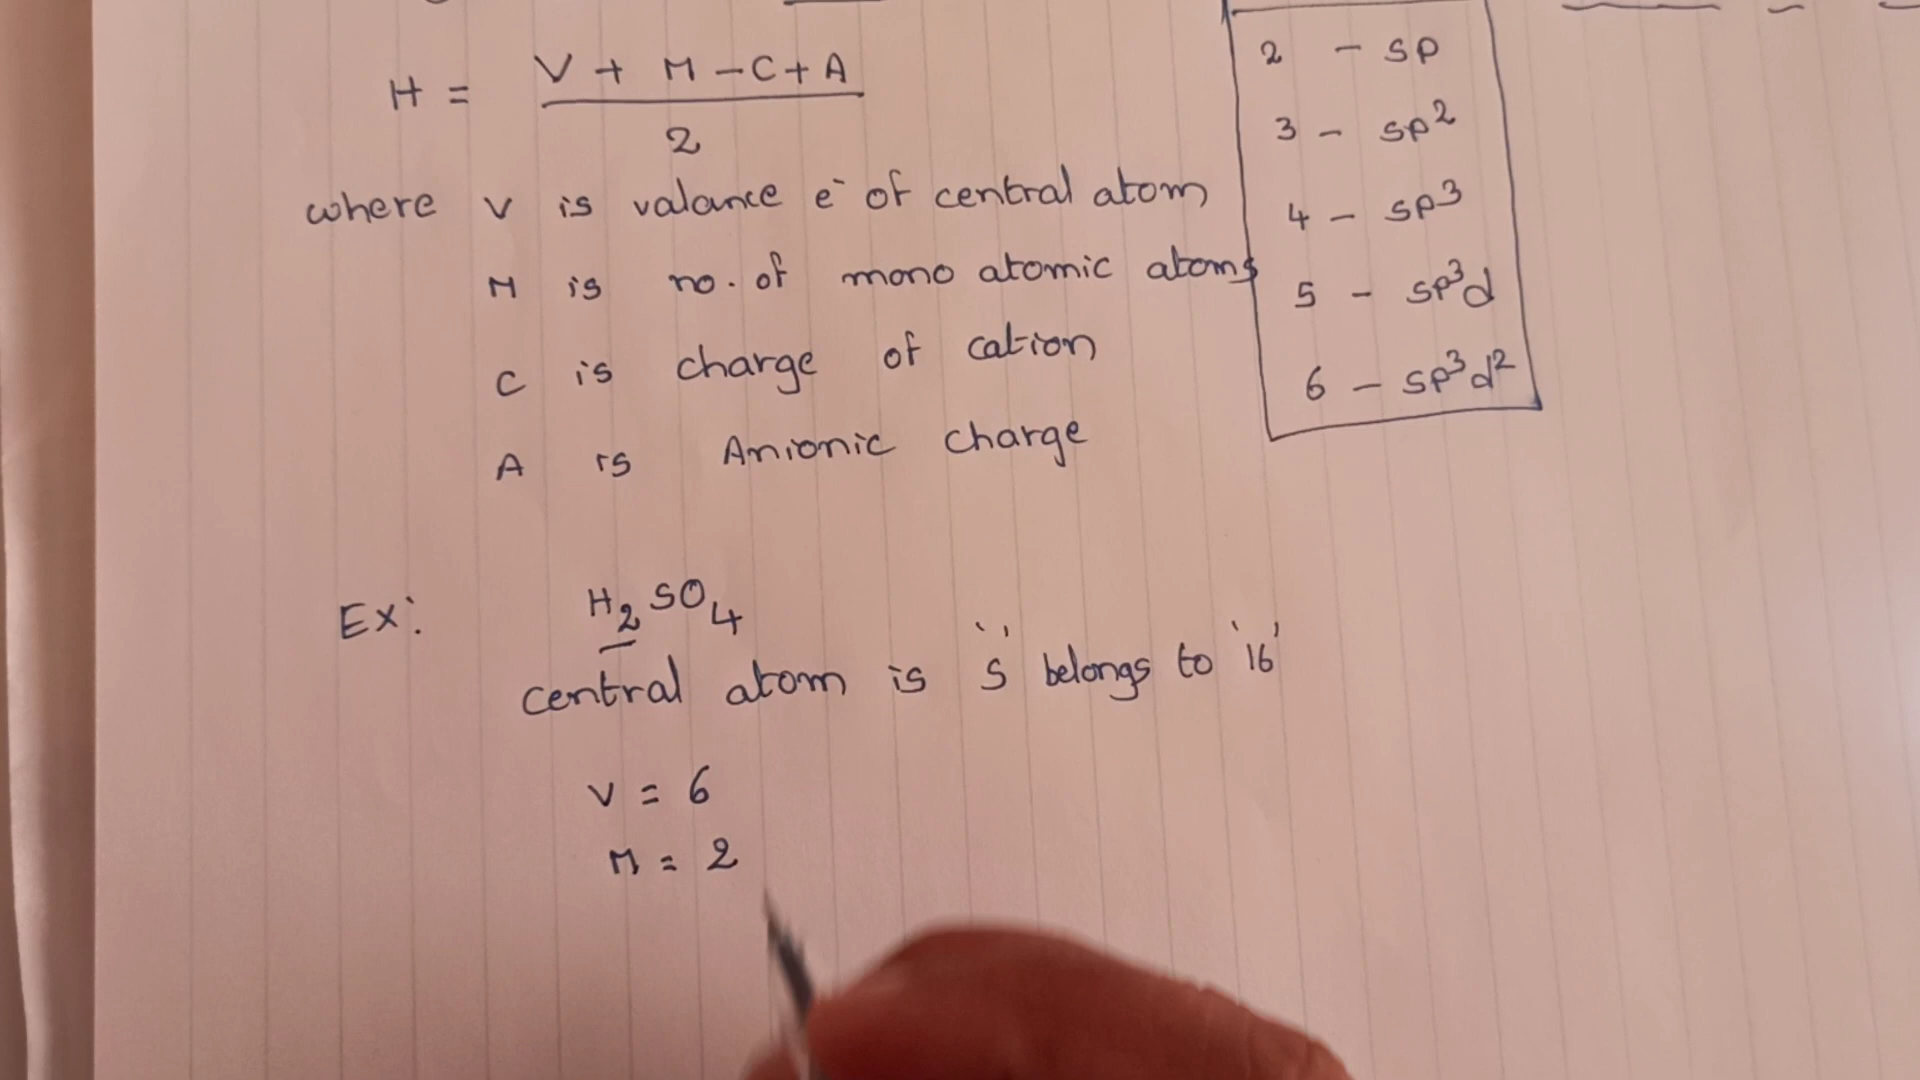 H = V + M - C + A / 2
where V is valance e⁻ of central atom
M is no. of mono atomic atoms
C is charge of cation
A is Anionic charge
2 - sp
3 - sp²
4 - sp³
5 - sp³d
6 - sp³d²
Ex: H₂SO₄
central atom is 'S' belongs to '16'
V = 6
M = 2